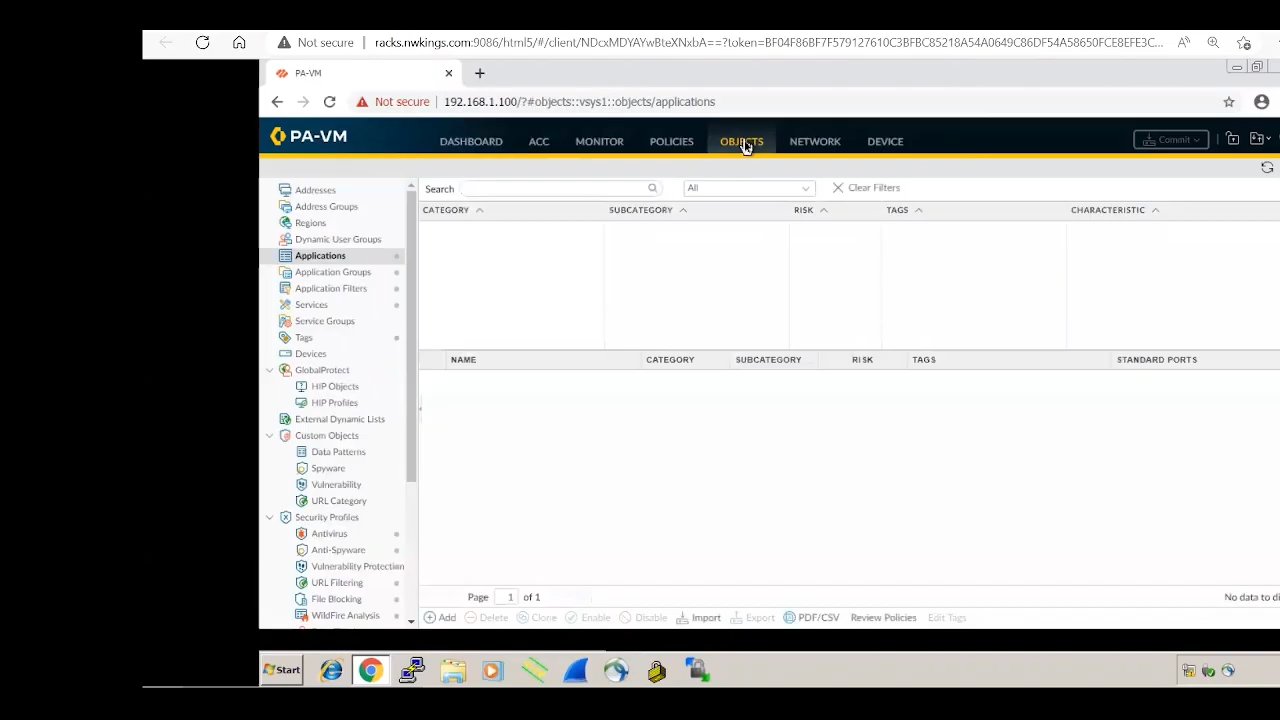 Not secure racks.nwkings.com:9086/html5/#/client/NDcxMDYAYwBteXNxbA==?token=BF04F86BF7F579127610C3BFBC85218A54A0649C86DF54A58650FCE8EFE3C...
PA-VM
Not secure 192.168.1.100/?#objects::vsys1::objects/applications
PA-VM DASHBOARD ACC MONITOR POLICIES OBJECTS NETWORK DEVICE Commit
Search All Clear Filters
CATEGORY SUBCATEGORY RISK TAGS CHARACTERISTIC
Addresses
Address Groups
Regions
Dynamic User Groups
Applications
Application Groups
Application Filters
Services
Service Groups
Tags
Devices
GlobalProtect
HIP Objects
HIP Profiles
External Dynamic Lists
Custom Objects
Data Patterns
Spyware
Vulnerability
URL Category
Security Profiles
Antivirus
Anti-Spyware
Vulnerability Protection
URL Filtering
File Blocking
WildFire Analysis
NAME CATEGORY SUBCATEGORY RISK TAGS STANDARD PORTS
Page 1 of 1 No data to di
Add Delete Clone Enable Disable Import Export PDF/CSV Review Policies Edit Tags
Start